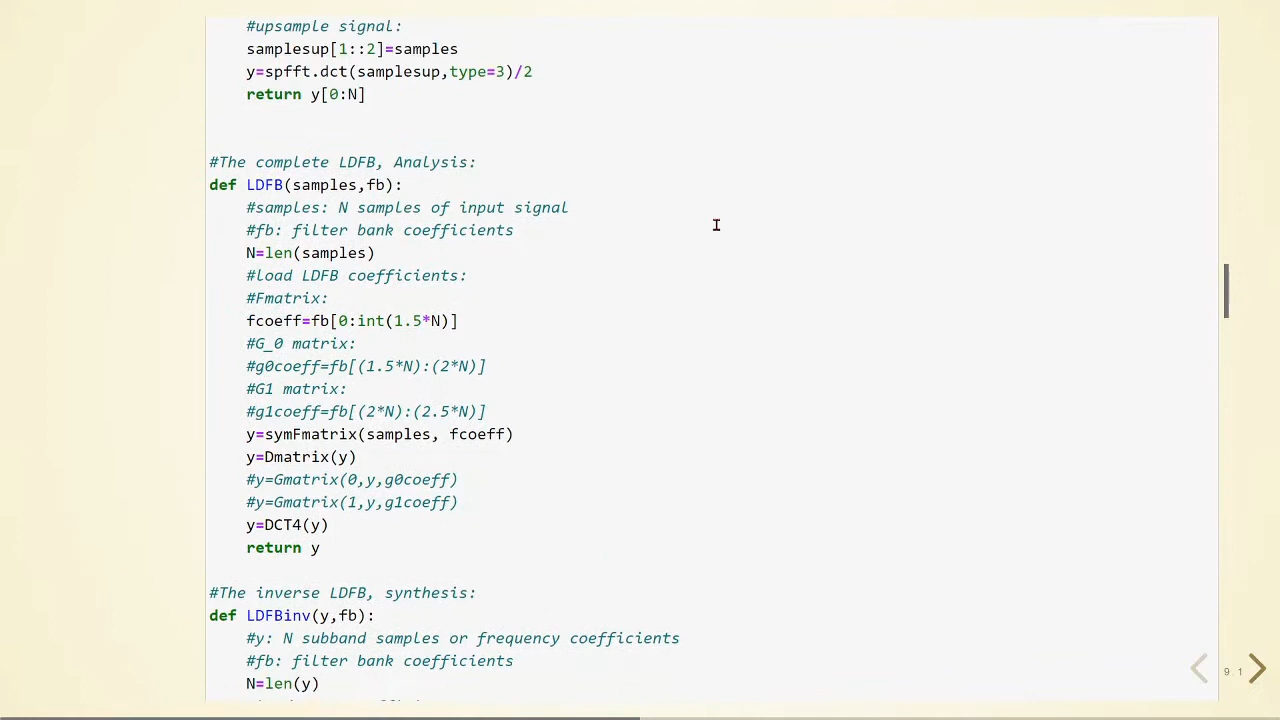 #upsample signal:
samplesup[1::2]=samples
y=spfft.dct(samplesup,type=3)/2
return y[0:N]
#The complete LDFB, Analysis:
def LDFB(samples,fb):
#samples: N samples of input signal
#fb: filter bank coefficients
N=len(samples)
#load LDFB coefficients:
#Fmatrix:
fcoeff=fb[0:int(1.5*N)]
#G_0 matrix:
#g0coeff=fb[(1.5*N):(2*N)]
#G1 matrix:
#g1coeff=fb[(2*N):(2.5*N)]
y=symFmatrix(samples, fcoeff)
y=Dmatrix(y)
#y=Gmatrix(0,y,g0coeff)
#y=Gmatrix(1,y,g1coeff)
y=DCT4(y)
return y
#The inverse LDFB, synthesis:
def LDFBinv(y,fb):
#y: N subband samples or frequency coefficients
#fb: filter bank coefficients
N=len(y)
9.1